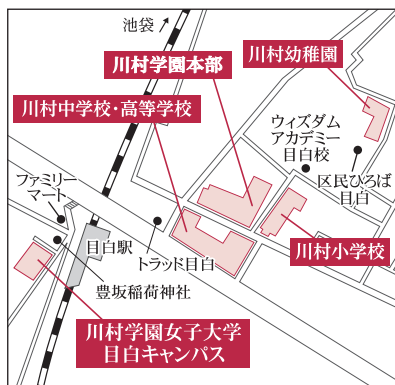 池袋
川村幼稚園
川村学園本部
川村中学校・高等学校
ウィズダム
アカデミー
目白校
区民ひろば
目白
ファミリー
マート
川村小学校
目白駅
トラッド目白
豊坂稲荷神社
川村学園女子大学
目白キャンパス